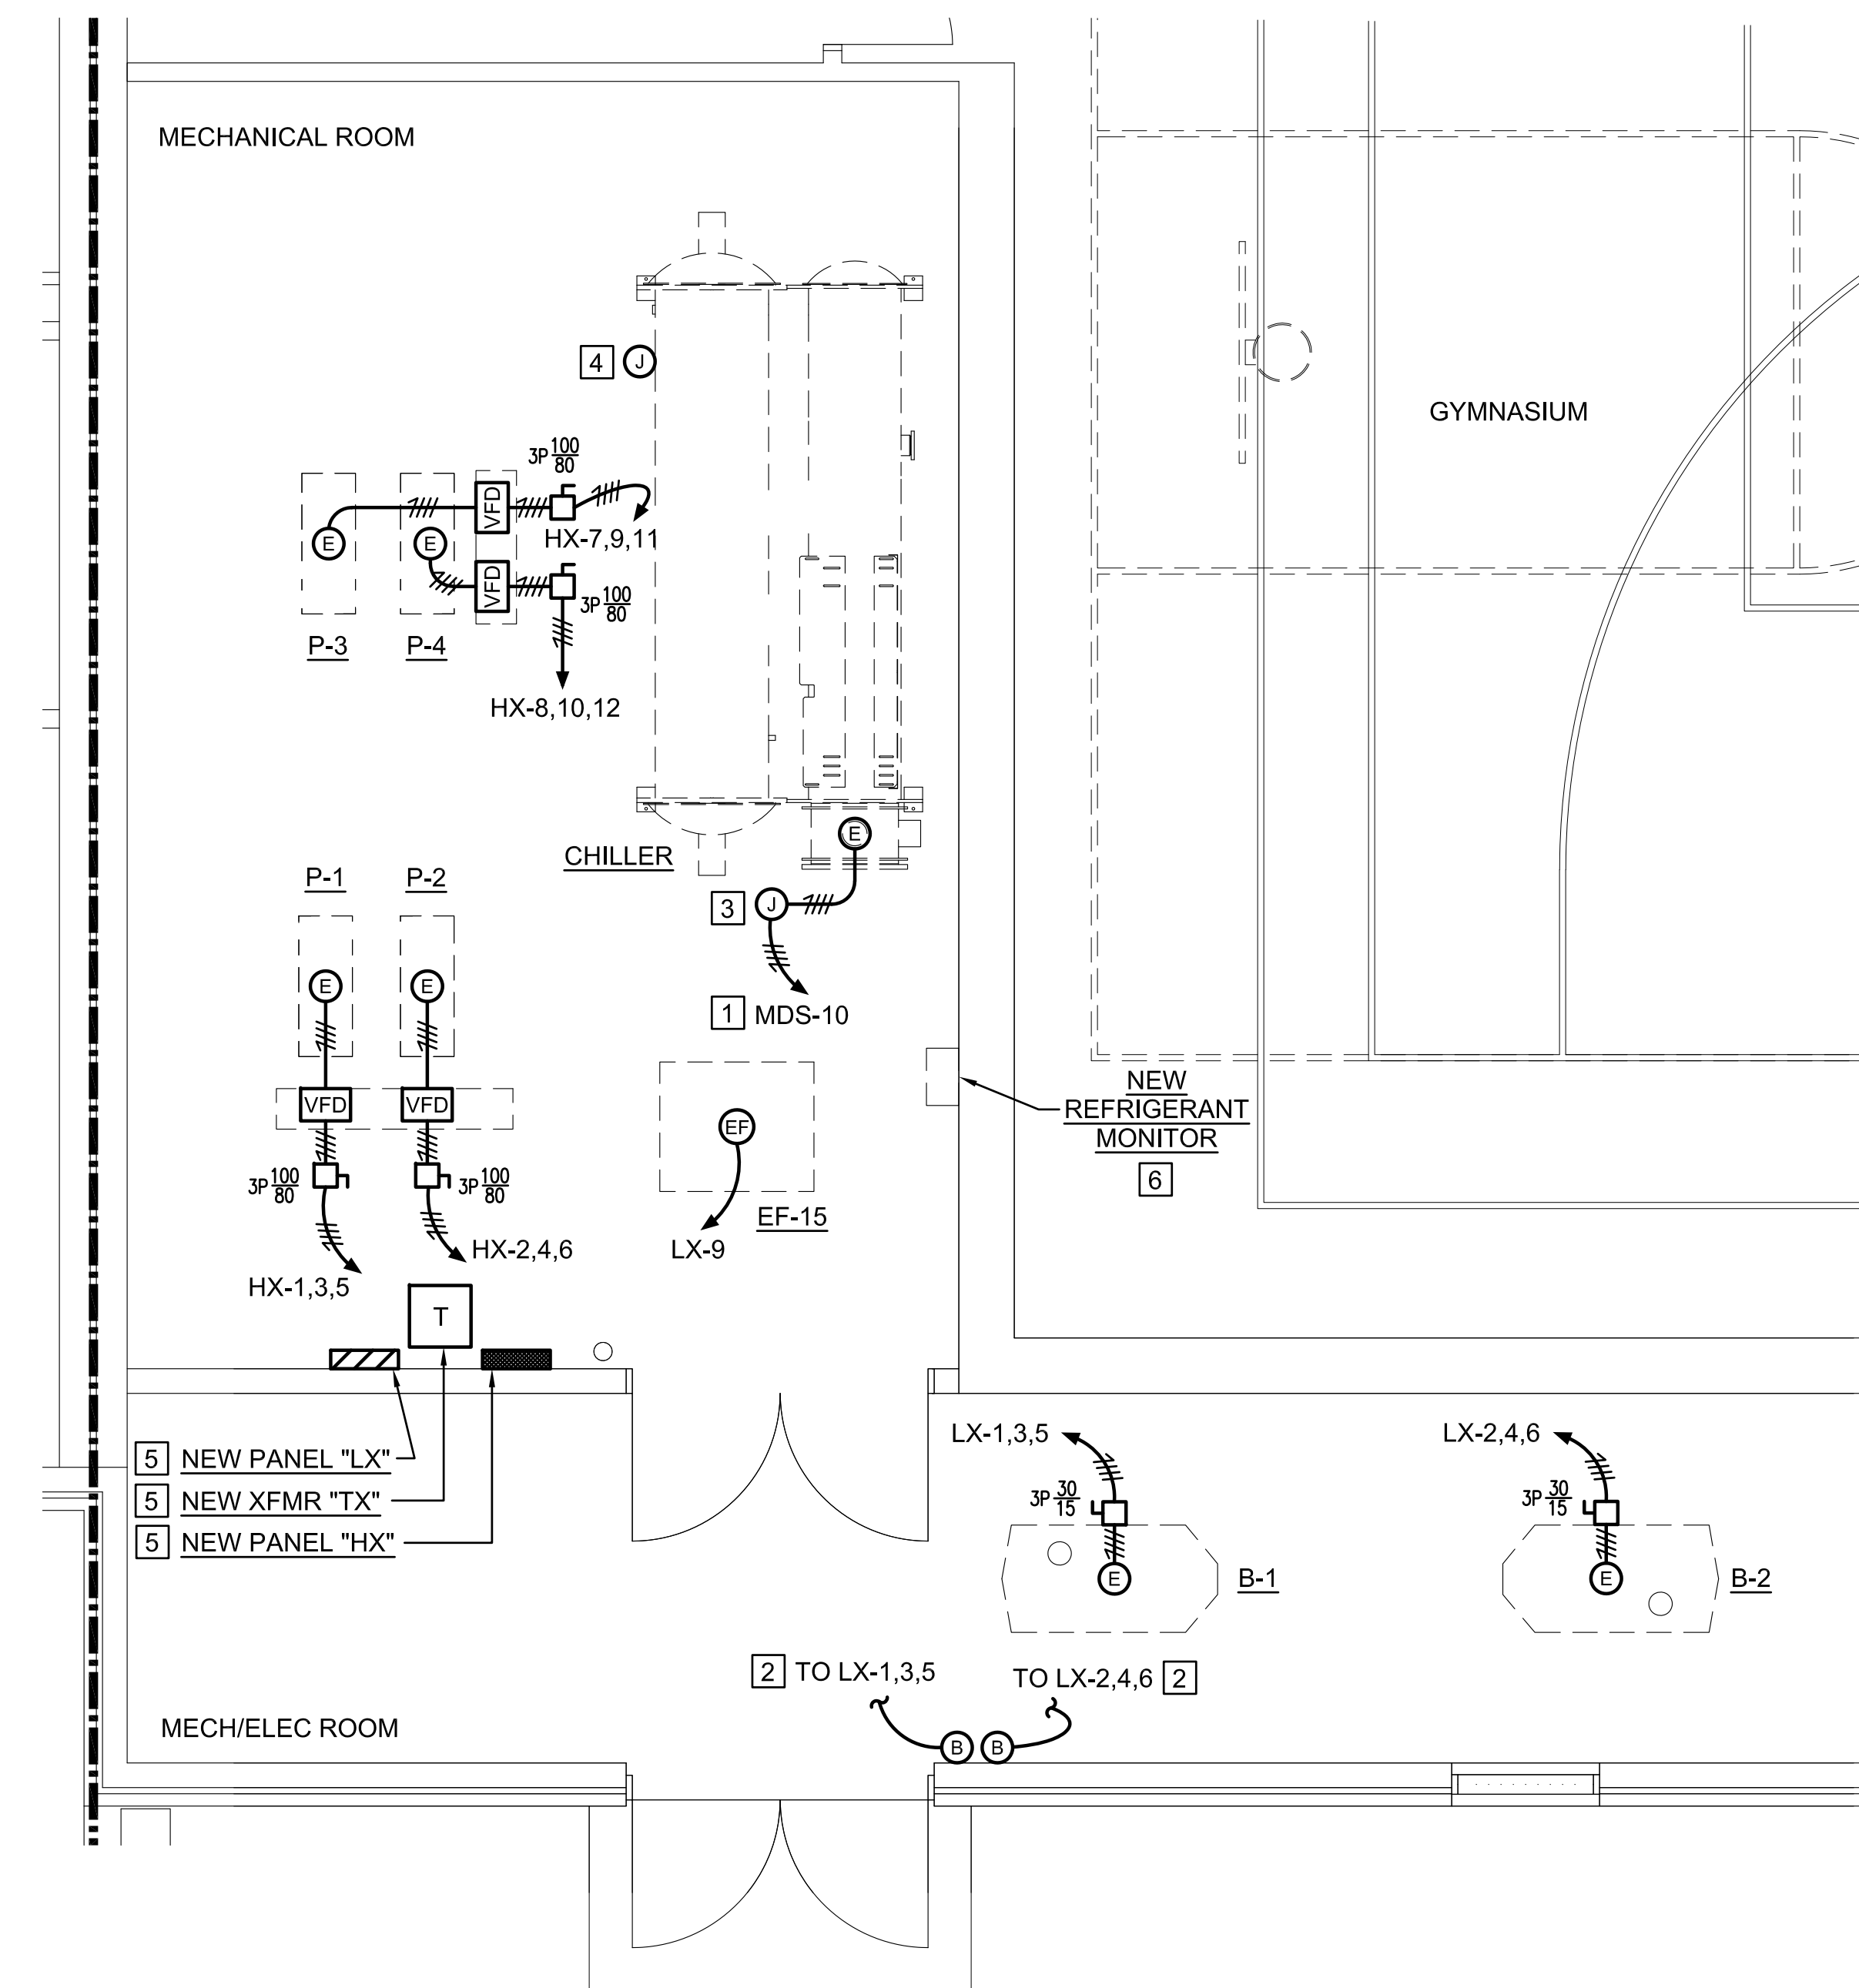 MECHANICAL ROOM
4 J
GYMNASIUM
3P 100/80
VFD
E
E
HX-7,9,11
VFD
3P 100/80
P-3
P-4
HX-8,10,12
E
CHILLER
P-1
P-2
3 J
E
E
1 MDS-10
NEW
REFRIGERANT
MONITOR
6
VFD
VFD
EF
3P 100/80
3P 100/80
EF-15
HX-2,4,6
LX-9
HX-1,3,5
T
LX-1,3,5
LX-2,4,6
5 NEW PANEL "LX"
5 NEW XFMR "TX"
5 NEW PANEL "HX"
3P 30/15
3P 30/15
E
B-1
E
B-2
2 TO LX-1,3,5
TO LX-2,4,6 2
MECH/ELEC ROOM
B
B